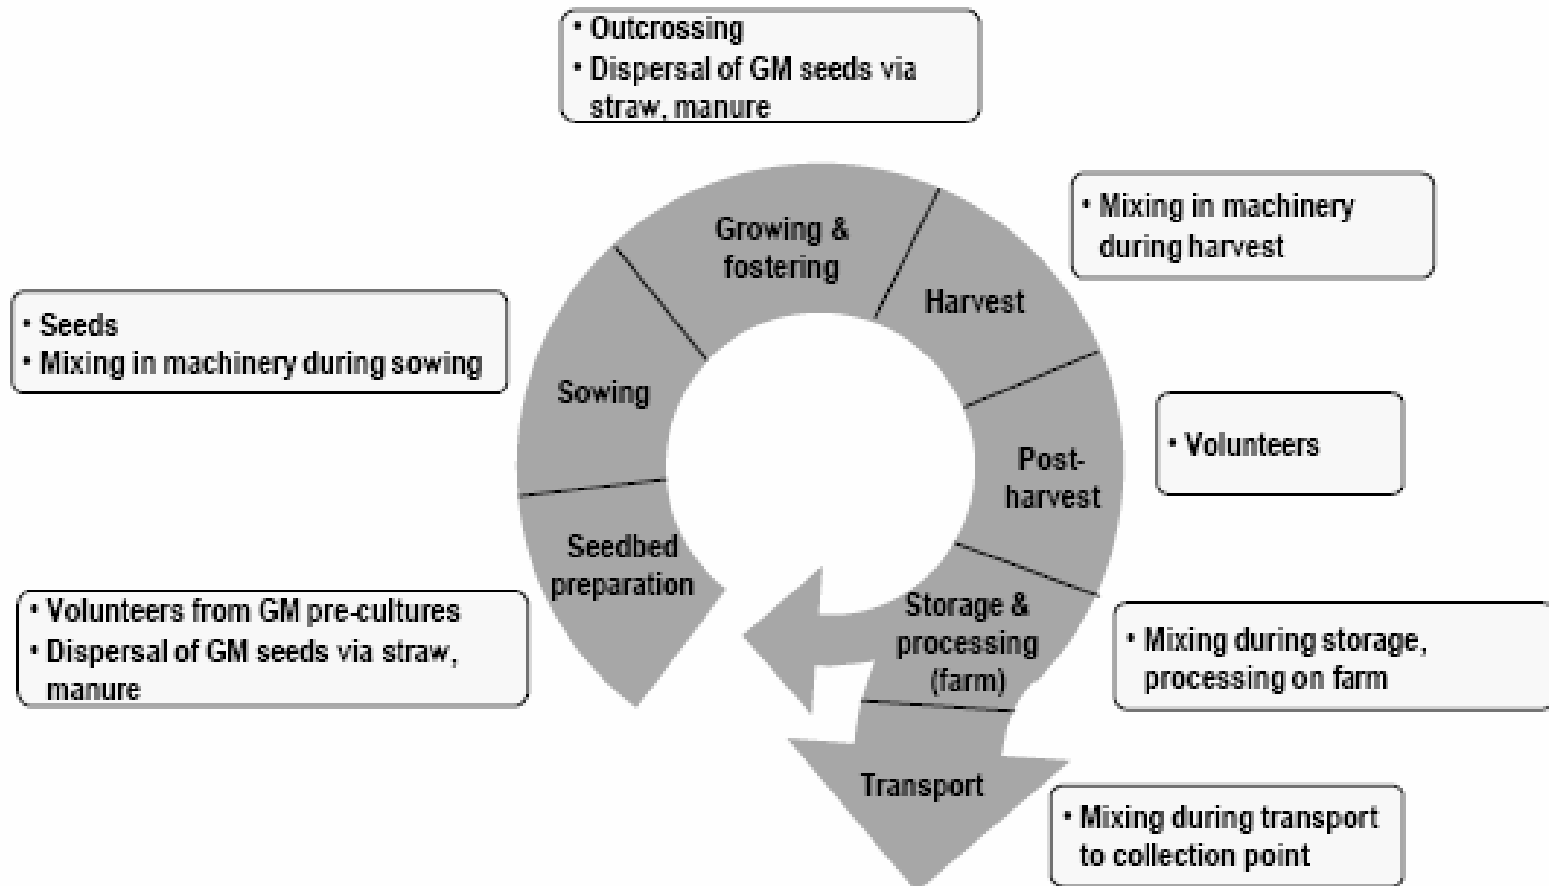 • Outcrossing
• Dispersal of GM seeds via
straw, manure
Growing &
fostering
• Mixing in machinery
during harvest
Harvest
• Seeds
• Mixing in machinery during sowing
Sowing
Post-
harvest
• Volunteers
Seedbed
preparation
• Volunteers from GM pre-cultures
• Dispersal of GM seeds via straw,
manure
Storage &
processing
(farm)
• Mixing during storage,
processing on farm
Transport
• Mixing during transport
to collection point